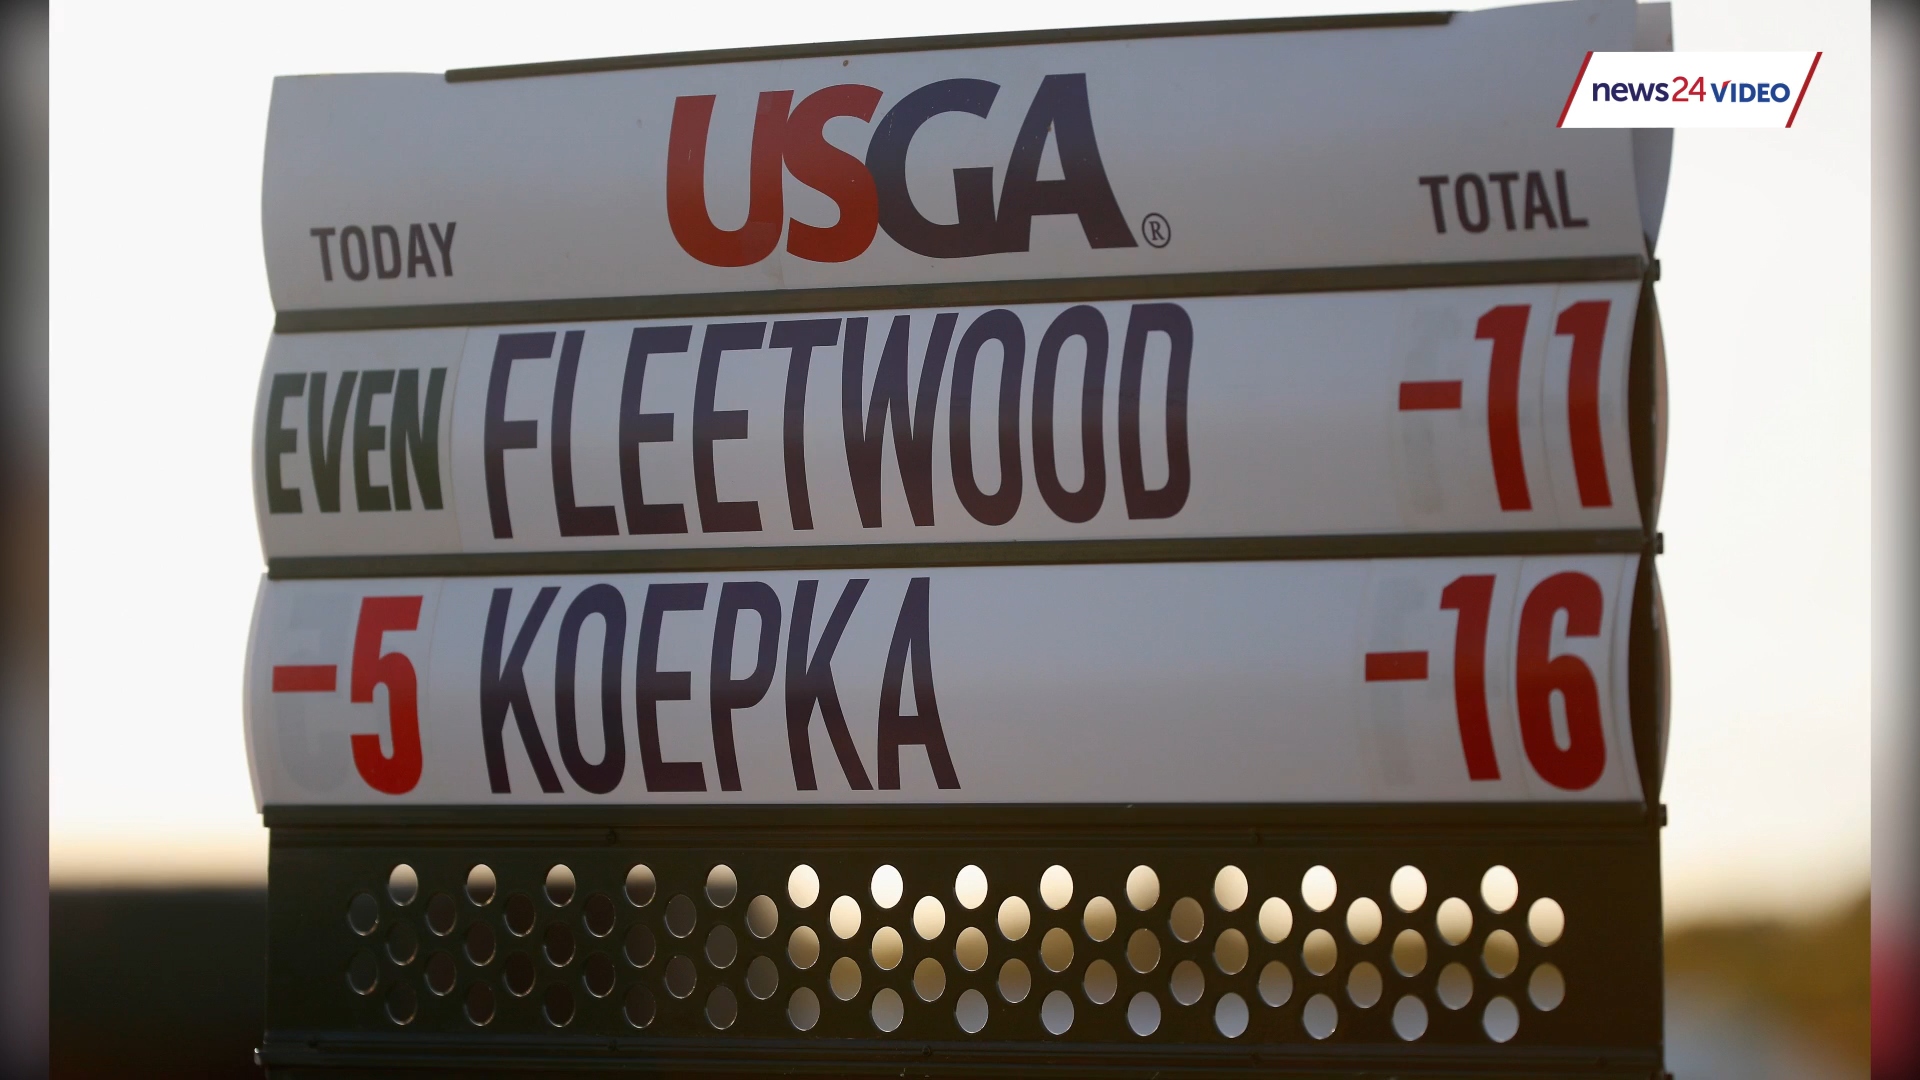 news24 VIDEO
USGA®
TODAY TOTAL
EVEN FLEETWOOD -11
-5 KOEPKA -16